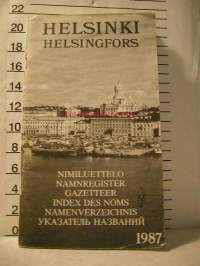 HELSINKI
HELSINGFORS
NIMILUETTELO
NAMNREGISTER
GAZETTEER
INDEX DES NOMS
NAMENVERZEICHNIS
УКАЗАТЕЛЬ НАЗВАНИЙ
1987
22
20
18
16
14
12
10
8
6
4
2
0